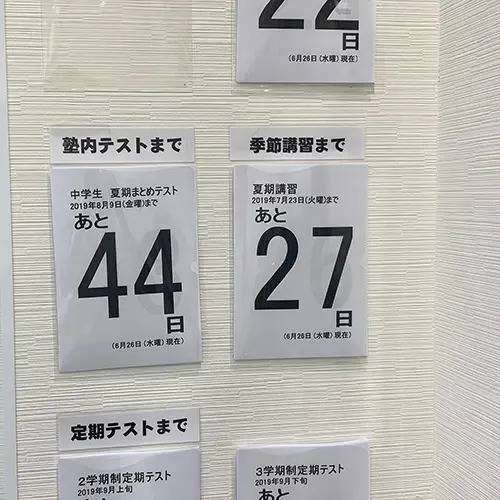 22
日
(6月26日(水曜)現在)
塾内テストまで
中学生 夏期まとめテスト
2019年8月9日(金曜)まで
あと
44
日
(6月26日(水曜)現在)
季節講習まで
夏期講習
2019年7月23日(火曜)まで
あと
27
日
(6月26日(水曜)現在)
定期テストまで
2学期制定期テスト
2019年9月上旬
3学期制定期テスト
2019年9月下旬
あと